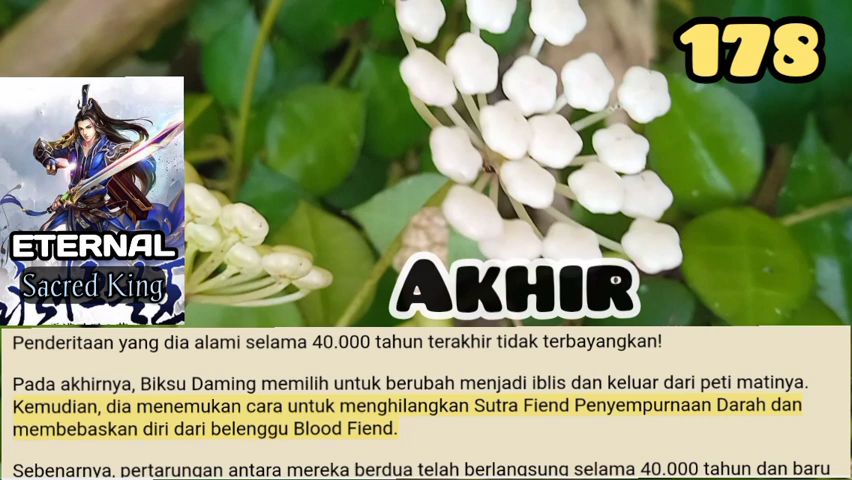 178
ETERNAL
Sacred King
AKHIR
Penderitaan yang dia alami selama 40.000 tahun terakhir tidak terbayangkan!
Pada akhirnya, Biksu Daming memilih untuk berubah menjadi iblis dan keluar dari peti matinya.
Kemudian, dia menemukan cara untuk menghilangkan Sutra Fiend Penyempurnaan Darah dan
membebaskan diri dari belenggu Blood Fiend.
Sebenarnya, pertarungan antara mereka berdua telah berlangsung selama 40.000 tahun dan baru